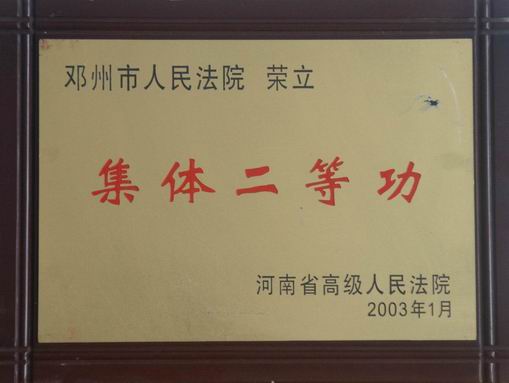 邓州市人民法院 荣立
集体二等功
河南省高级人民法院
2003年1月